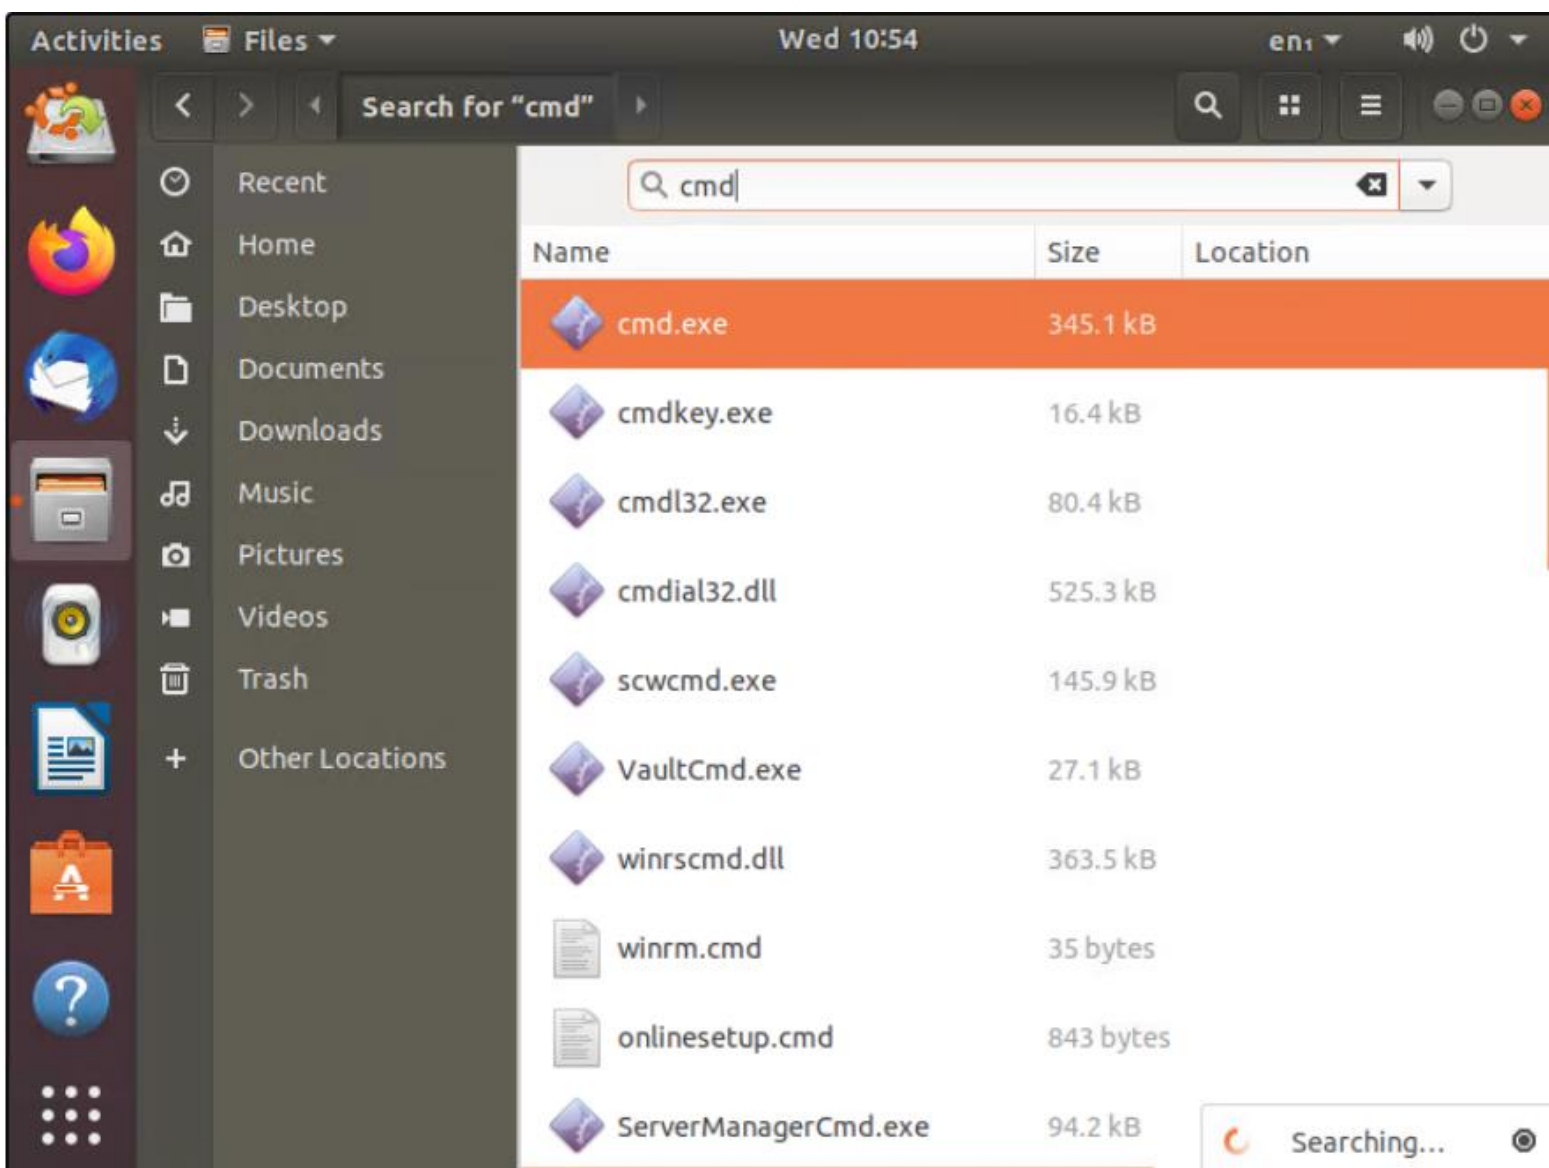 Activities Files Wed 10:54 en₁
Search for “cmd”
Recent
Home
Desktop
Documents
Downloads
Music
Pictures
Videos
Trash
Other Locations
cmd
Name Size Location
cmd.exe 345.1 kB
cmdkey.exe 16.4 kB
cmdl32.exe 80.4 kB
cmdial32.dll 525.3 kB
scwcmd.exe 145.9 kB
VaultCmd.exe 27.1 kB
winrscmd.dll 363.5 kB
winrm.cmd 35 bytes
onlinesetup.cmd 843 bytes
ServerManagerCmd.exe 94.2 kB
Searching...